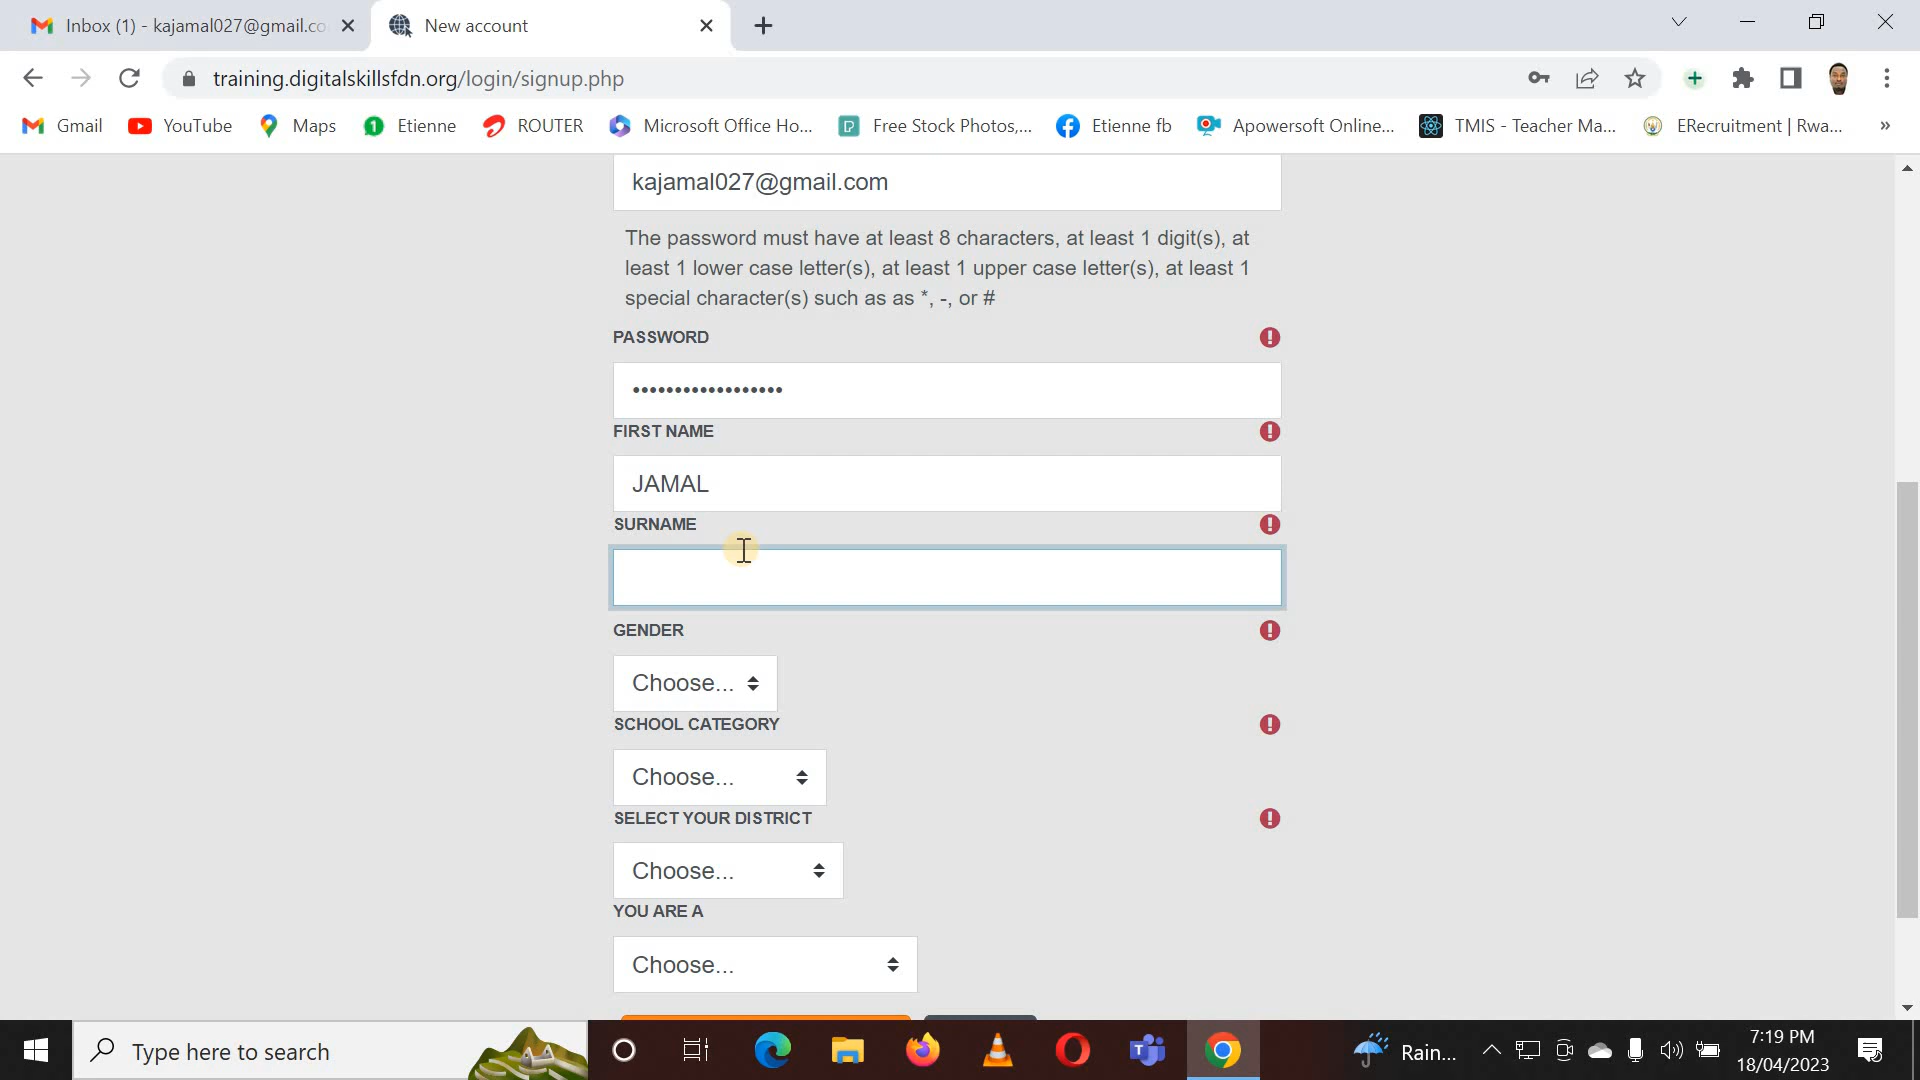 Inbox (1) - kajamal027@gmail.co
New account
training.digitalskillsfdn.org/login/signup.php
Gmail
YouTube
Maps
Etienne
ROUTER
Microsoft Office Ho...
Free Stock Photos,...
Etienne fb
Apowersoft Online...
TMIS - Teacher Ma...
ERecruitment | Rwa...
»
kajamal027@gmail.com
The password must have at least 8 characters, at least 1 digit(s), at
least 1 lower case letter(s), at least 1 upper case letter(s), at least 1
special character(s) such as as *, -, or #
PASSWORD
••••••••••••••••••
FIRST NAME
JAMAL
SURNAME
GENDER
Choose...
SCHOOL CATEGORY
Choose...
SELECT YOUR DISTRICT
Choose...
YOU ARE A
Choose...
Type here to search
Rain...
7:19 PM
18/04/2023